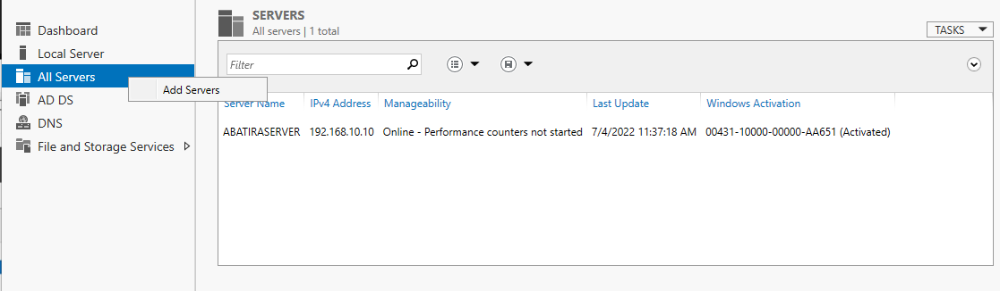 Dashboard
Local Server
All Servers
Add Servers
AD DS
DNS
File and Storage Services
SERVERS
All servers | 1 total
TASKS
Filter
Server Name IPv4 Address Manageability Last Update Windows Activation
ABATIRASERVER 192.168.10.10 Online - Performance counters not started 7/4/2022 11:37:18 AM 00431-10000-00000-AA651 (Activated)